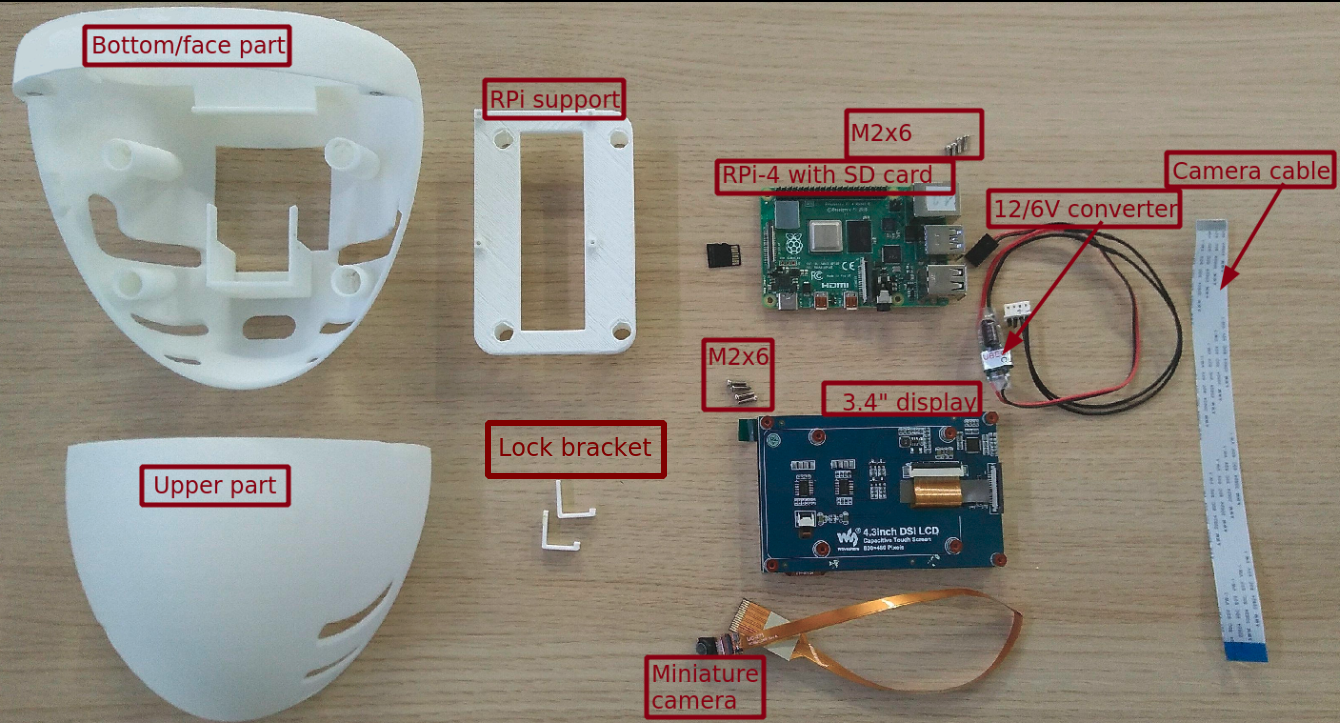 Bottom/face part
RPi support
M2x6
RPi-4 with SD card
12/6V converter
Camera cable
HDMI
M2x6
3.4" display
Lock bracket
Upper part
4.3inch DSI LCD
Capacitive Touch Screen
800×480 Pixels
Miniature
camera